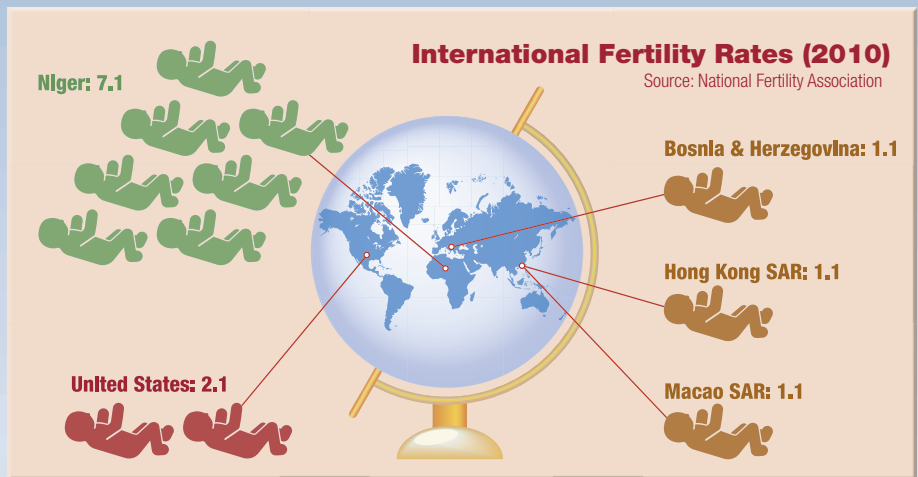 International Fertility Rates (2010)
Source: National Fertility Association
Niger: 7.1
Bosnia & Herzegovina: 1.1
Hong Kong SAR: 1.1
United States: 2.1
Macao SAR: 1.1